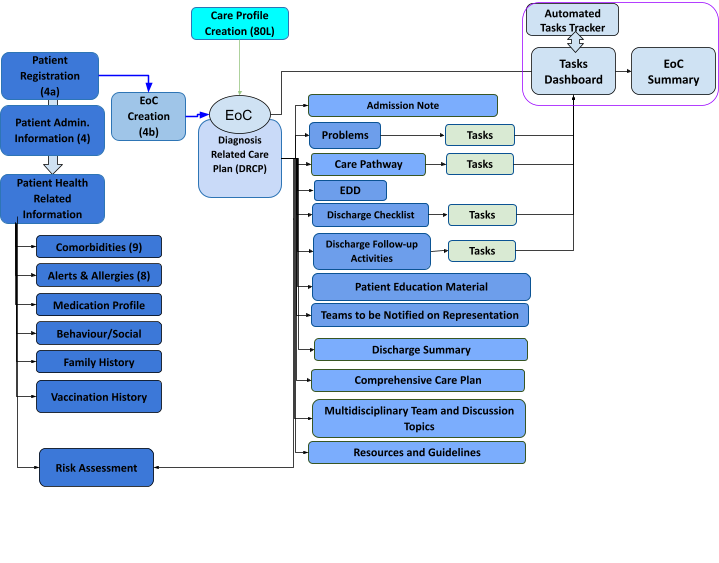 Care Profile
Creation (80L)
Automated
Tasks Tracker
Patient
Registration
(4a)
EoC
Creation
(4b)
EoC
Tasks
Dashboard
EoC
Summary
Patient Admin.
Information (4)
Diagnosis
Related Care
Plan (DRCP)
Patient Health
Related
Information
Admission Note
Problems
Tasks
Care Pathway
Tasks
EDD
Discharge Checklist
Tasks
Discharge Follow-up
Activities
Tasks
Patient Education Material
Teams to be Notified on Representation
Discharge Summary
Comprehensive Care Plan
Multidisciplinary Team and Discussion
Topics
Resources and Guidelines
Comorbidities (9)
Alerts & Allergies (8)
Medication Profile
Behaviour/Social
Family History
Vaccination History
Risk Assessment